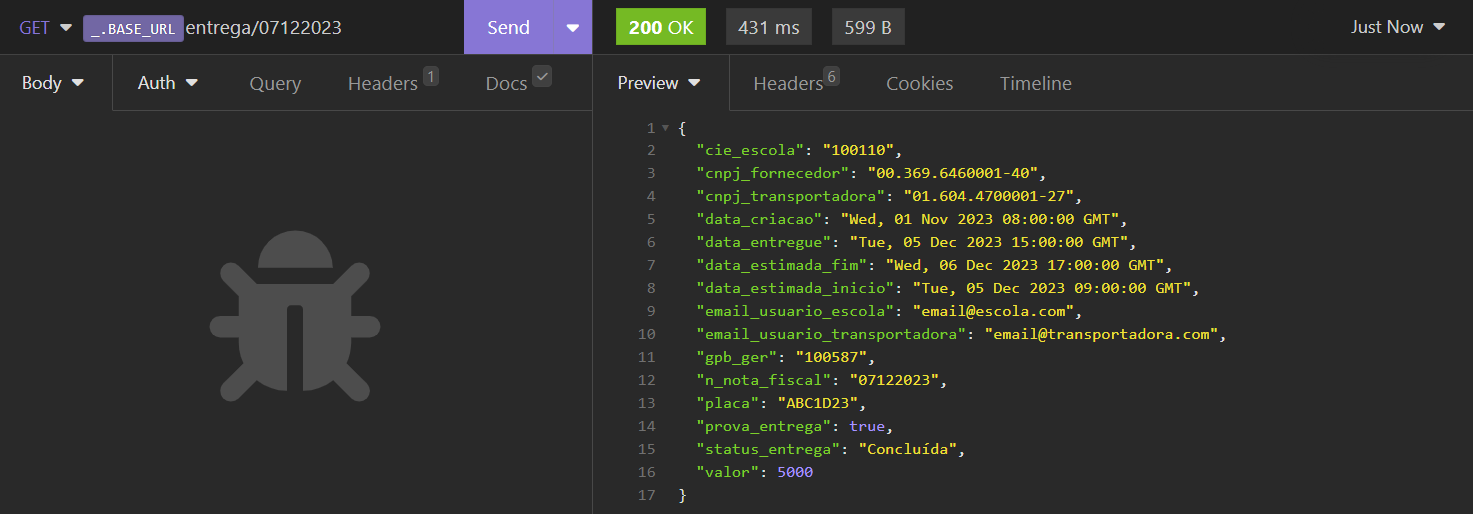 GET _.BASE_URL entrega/07122023 Send 200 OK 431 ms 599 B Just Now
Body Auth Query Headers 1 Docs Preview Headers 6 Cookies Timeline
1 {
2 "cie_escola": "100110",
3 "cnpj_fornecedor": "00.369.6460001-40",
4 "cnpj_transportadora": "01.604.4700001-27",
5 "data_criacao": "Wed, 01 Nov 2023 08:00:00 GMT",
6 "data_entregue": "Tue, 05 Dec 2023 15:00:00 GMT",
7 "data_estimada_fim": "Wed, 06 Dec 2023 17:00:00 GMT",
8 "data_estimada_inicio": "Tue, 05 Dec 2023 09:00:00 GMT",
9 "email_usuario_escola": "email@escola.com",
10 "email_usuario_transportadora": "email@transportadora.com",
11 "gpb_ger": "100587",
12 "n_nota_fiscal": "07122023",
13 "placa": "ABC1D23",
14 "prova_entrega": true,
15 "status_entrega": "Concluída",
16 "valor": 5000
17 }